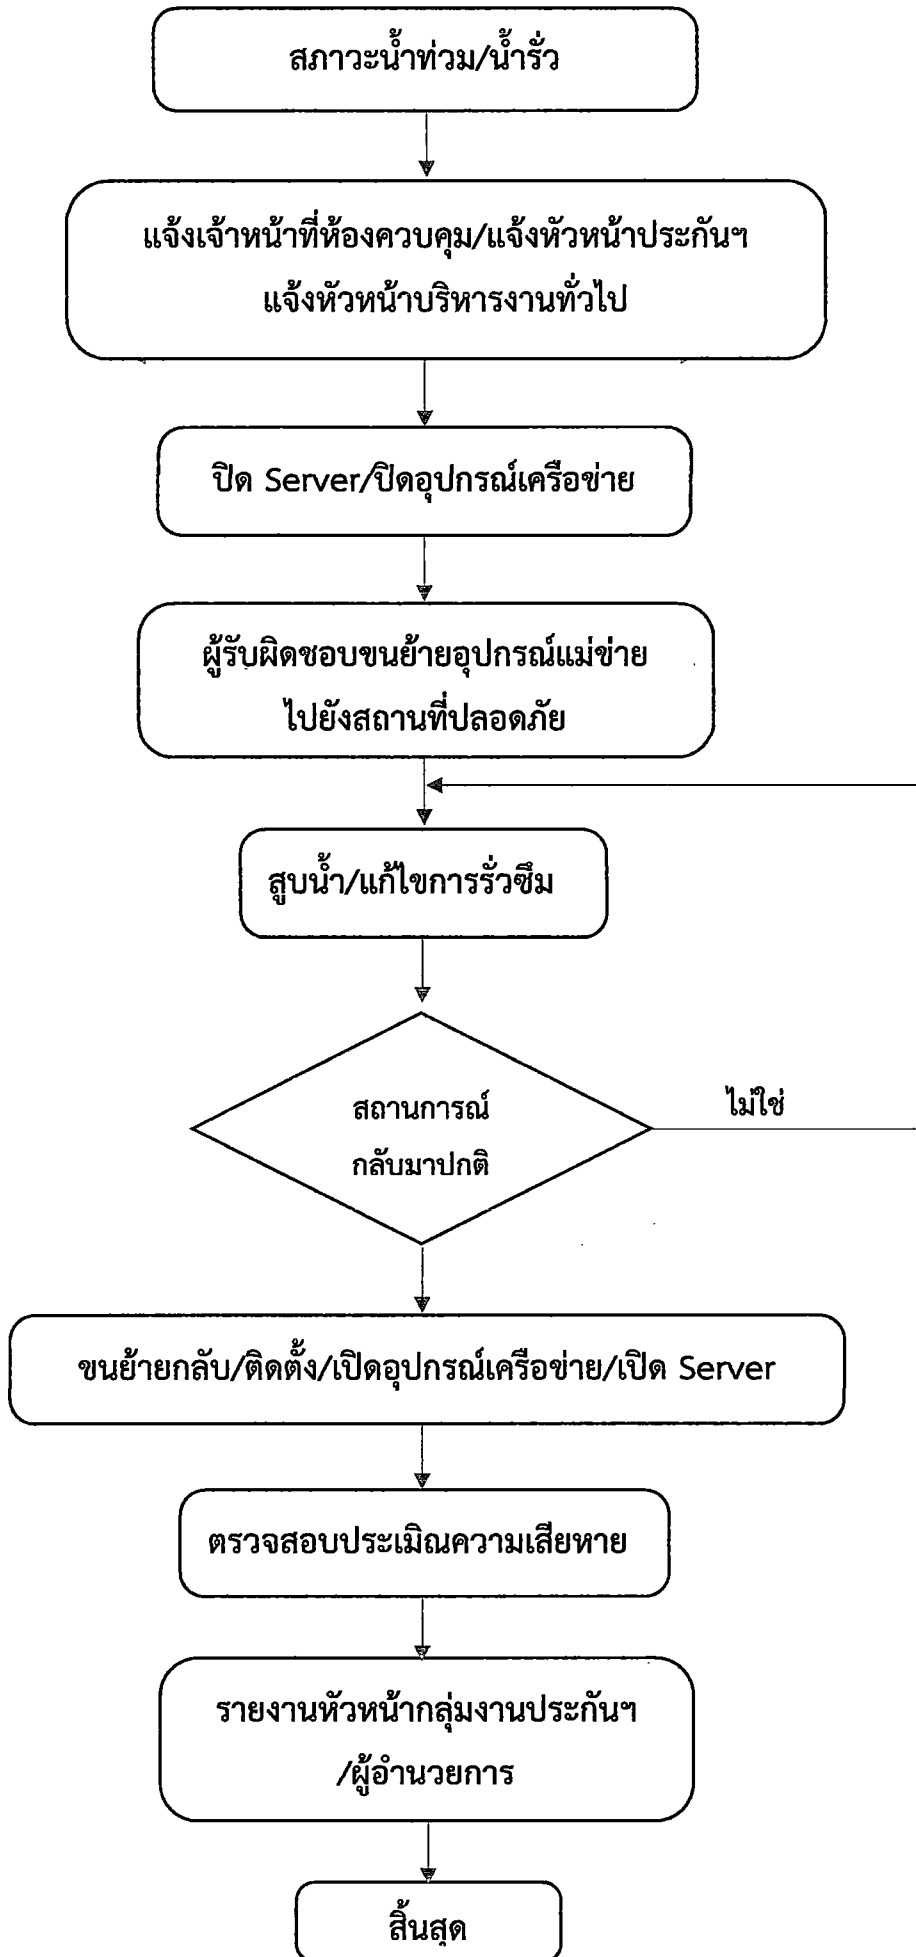 สภาวะน้ำท่วม/น้ำรั่ว
แจ้งเจ้าหน้าที่ห้องควบคุม/แจ้งหัวหน้าประกันฯ
แจ้งหัวหน้าบริหารงานทั่วไป
ปิด Server/ปิดอุปกรณ์เครือข่าย
ผู้รับผิดชอบขนย้ายอุปกรณ์แม่ข่าย
ไปยังสถานที่ปลอดภัย
สูบน้ำ/แก้ไขการรั่วซึม
สถานการณ์
กลับมาปกติ
ไม่ใช่
ขนย้ายกลับ/ติดตั้ง/เปิดอุปกรณ์เครือข่าย/เปิด Server
ตรวจสอบประเมิณความเสียหาย
รายงานหัวหน้ากลุ่มงานประกันฯ
/ผู้อำนวยการ
สิ้นสุด